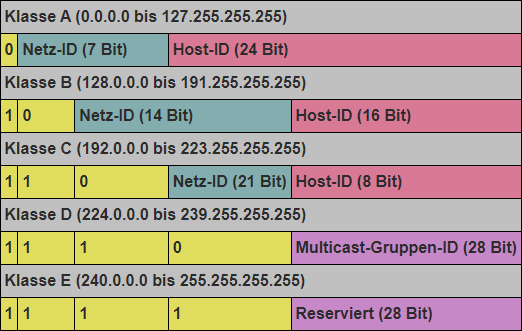 Klasse A (0.0.0.0 bis 127.255.255.255)
0 Netz-ID (7 Bit) Host-ID (24 Bit)
Klasse B (128.0.0.0 bis 191.255.255.255)
1 0 Netz-ID (14 Bit) Host-ID (16 Bit)
Klasse C (192.0.0.0 bis 223.255.255.255)
1 1 0 Netz-ID (21 Bit) Host-ID (8 Bit)
Klasse D (224.0.0.0 bis 239.255.255.255)
1 1 1 0 Multicast-Gruppen-ID (28 Bit)
Klasse E (240.0.0.0 bis 255.255.255.255)
1 1 1 1 Reserviert (28 Bit)